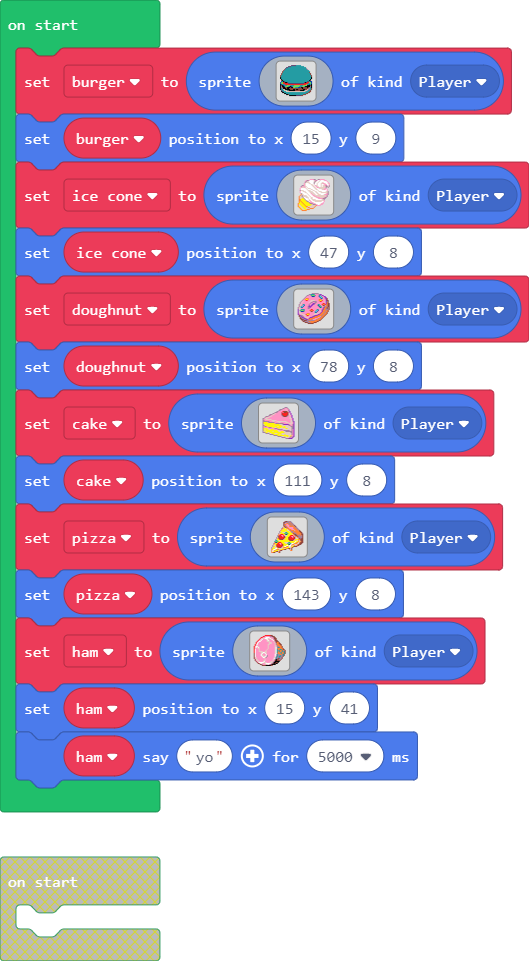 on start
set burger to sprite of kind Player
set burger position to x 15 y 9
set ice cone to sprite of kind Player
set ice cone position to x 47 y 8
set doughnut to sprite of kind Player
set doughnut position to x 78 y 8
set cake to sprite of kind Player
set cake position to x 111 y 8
set pizza to sprite of kind Player
set pizza position to x 143 y 8
set ham to sprite of kind Player
set ham position to x 15 y 41
ham say "yo" for 5000 ms
on start